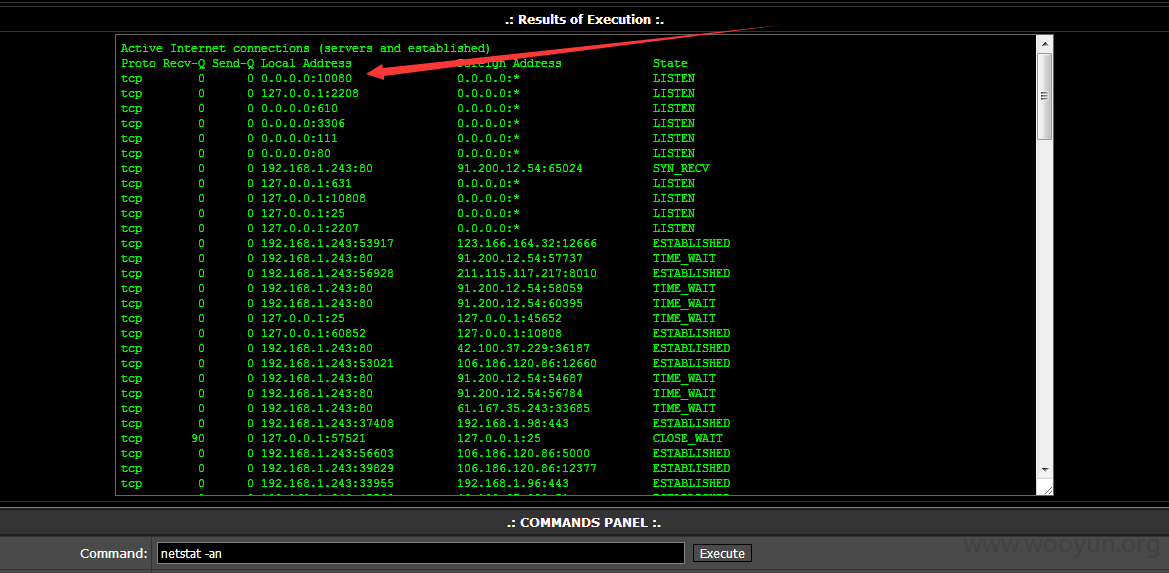 .: Results of Execution :.
Active Internet connections (servers and established)
Proto Recv-Q Send-Q Local Address Foreign Address State
tcp 0 0 0.0.0.0:10080 0.0.0.0:* LISTEN
tcp 0 0 127.0.0.1:2208 0.0.0.0:* LISTEN
tcp 0 0 0.0.0.0:610 0.0.0.0:* LISTEN
tcp 0 0 0.0.0.0:3306 0.0.0.0:* LISTEN
tcp 0 0 0.0.0.0:111 0.0.0.0:* LISTEN
tcp 0 0 0.0.0.0:80 0.0.0.0:* LISTEN
tcp 0 0 192.168.1.243:80 91.200.12.54:65024 SYN_RECV
tcp 0 0 127.0.0.1:631 0.0.0.0:* LISTEN
tcp 0 0 127.0.0.1:10808 0.0.0.0:* LISTEN
tcp 0 0 127.0.0.1:25 0.0.0.0:* LISTEN
tcp 0 0 127.0.0.1:2207 0.0.0.0:* LISTEN
tcp 0 0 192.168.1.243:53917 123.166.164.32:12666 ESTABLISHED
tcp 0 0 192.168.1.243:80 91.200.12.54:57737 TIME_WAIT
tcp 0 0 192.168.1.243:56928 211.115.117.217:8010 ESTABLISHED
tcp 0 0 192.168.1.243:80 91.200.12.54:58059 TIME_WAIT
tcp 0 0 192.168.1.243:80 91.200.12.54:60395 TIME_WAIT
tcp 0 0 127.0.0.1:25 127.0.0.1:45652 TIME_WAIT
tcp 0 0 127.0.0.1:60852 127.0.0.1:10808 ESTABLISHED
tcp 0 0 192.168.1.243:80 42.100.37.229:36187 ESTABLISHED
tcp 0 0 192.168.1.243:53021 106.186.120.86:12660 ESTABLISHED
tcp 0 0 192.168.1.243:80 91.200.12.54:54687 TIME_WAIT
tcp 0 0 192.168.1.243:80 91.200.12.54:56784 TIME_WAIT
tcp 0 0 192.168.1.243:80 61.167.35.243:33685 TIME_WAIT
tcp 0 0 192.168.1.243:37408 192.168.1.98:443 ESTABLISHED
tcp 90 0 127.0.0.1:57521 127.0.0.1:25 CLOSE_WAIT
tcp 0 0 192.168.1.243:56603 106.186.120.86:5000 ESTABLISHED
tcp 0 0 192.168.1.243:39829 106.186.120.86:12377 ESTABLISHED
tcp 0 0 192.168.1.243:33955 192.168.1.96:443 ESTABLISHED
.: COMMANDS PANEL :.
Command: netstat -an Execute
www.wooyun.org